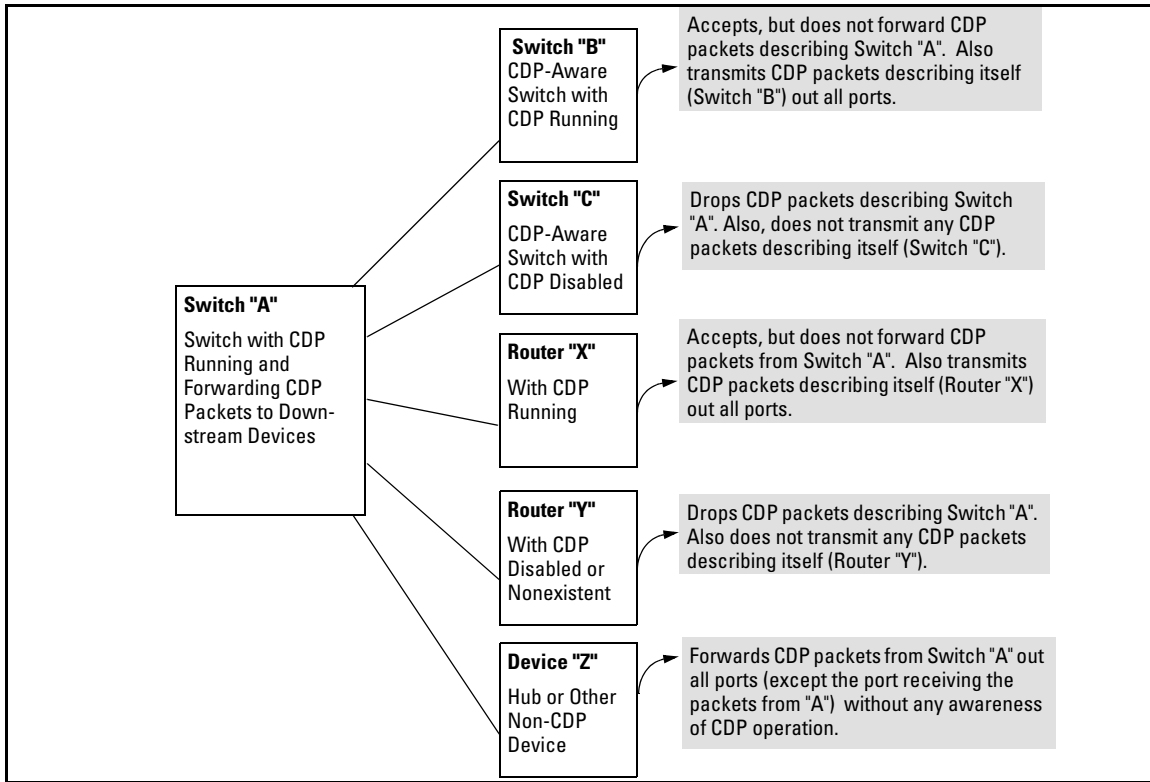 Switch "A"
Switch with CDP
Running and
Forwarding CDP
Packets to Down-
stream Devices
Switch "B"
CDP-Aware
Switch with
CDP Running
Accepts, but does not forward CDP
packets describing Switch "A". Also
transmits CDP packets describing itself
(Switch "B") out all ports.
Switch "C"
CDP-Aware
Switch with
CDP Disabled
Drops CDP packets describing Switch
"A". Also, does not transmit any CDP
packets describing itself (Switch "C").
Router "X"
With CDP
Running
Accepts, but does not forward CDP
packets from Switch "A". Also transmits
CDP packets describing itself (Router "X")
out all ports.
Router "Y"
With CDP
Disabled or
Nonexistent
Drops CDP packets describing Switch "A".
Also does not transmit any CDP packets
describing itself (Router "Y").
Device "Z"
Hub or Other
Non-CDP
Device
Forwards CDP packets from Switch "A" out
all ports (except the port receiving the
packets from "A") without any awareness
of CDP operation.